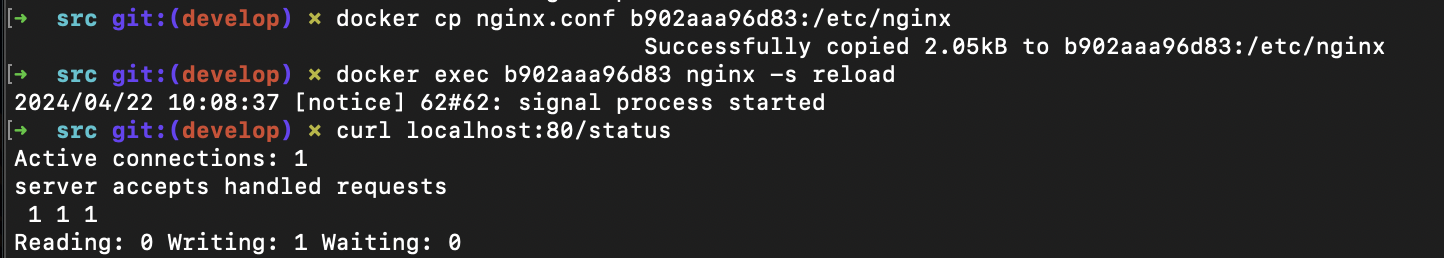 [➜  src git:(develop) × docker cp nginx.conf b902aaa96d83:/etc/nginx
Successfully copied 2.05kB to b902aaa96d83:/etc/nginx
[➜  src git:(develop) × docker exec b902aaa96d83 nginx -s reload
2024/04/22 10:08:37 [notice] 62#62: signal process started
[➜  src git:(develop) × curl localhost:80/status
Active connections: 1
server accepts handled requests
 1 1 1
Reading: 0 Writing: 1 Waiting: 0